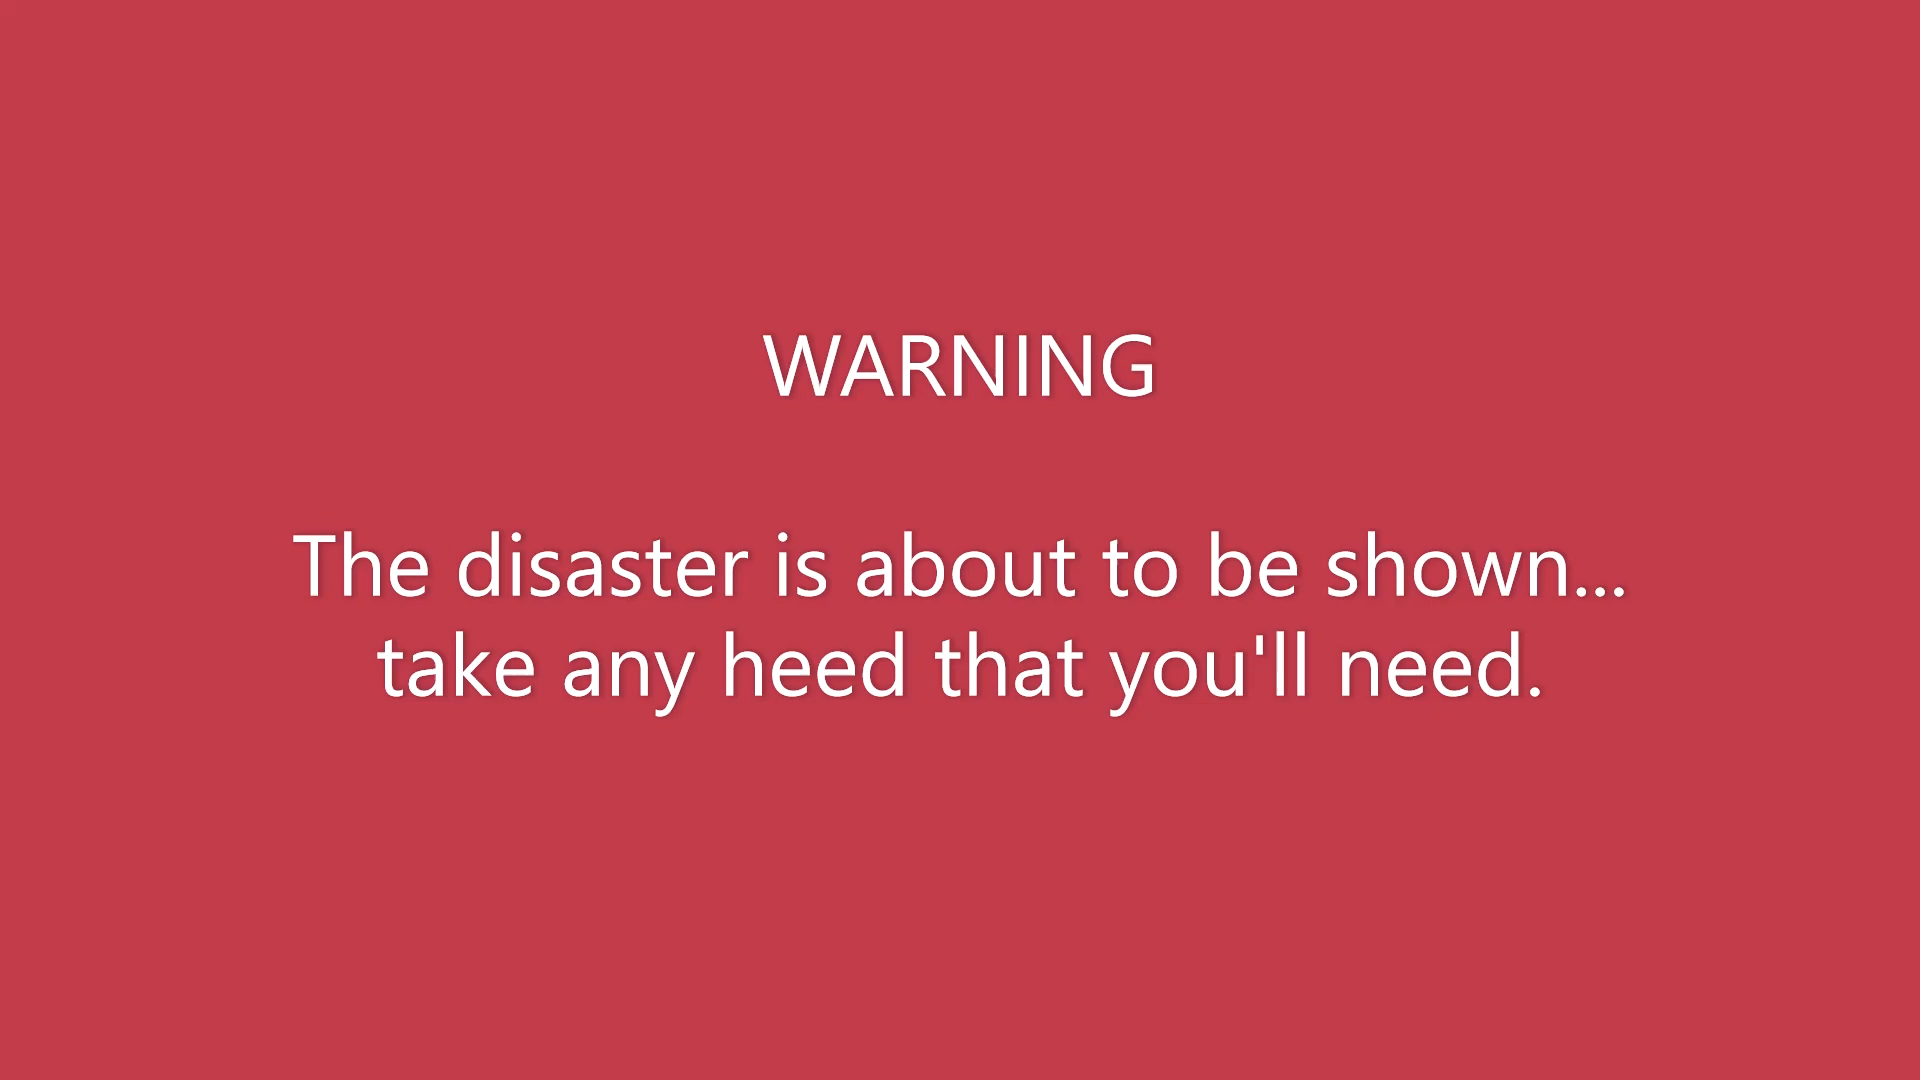 WARNING
The disaster is about to be shown...
take any heed that you'll need.